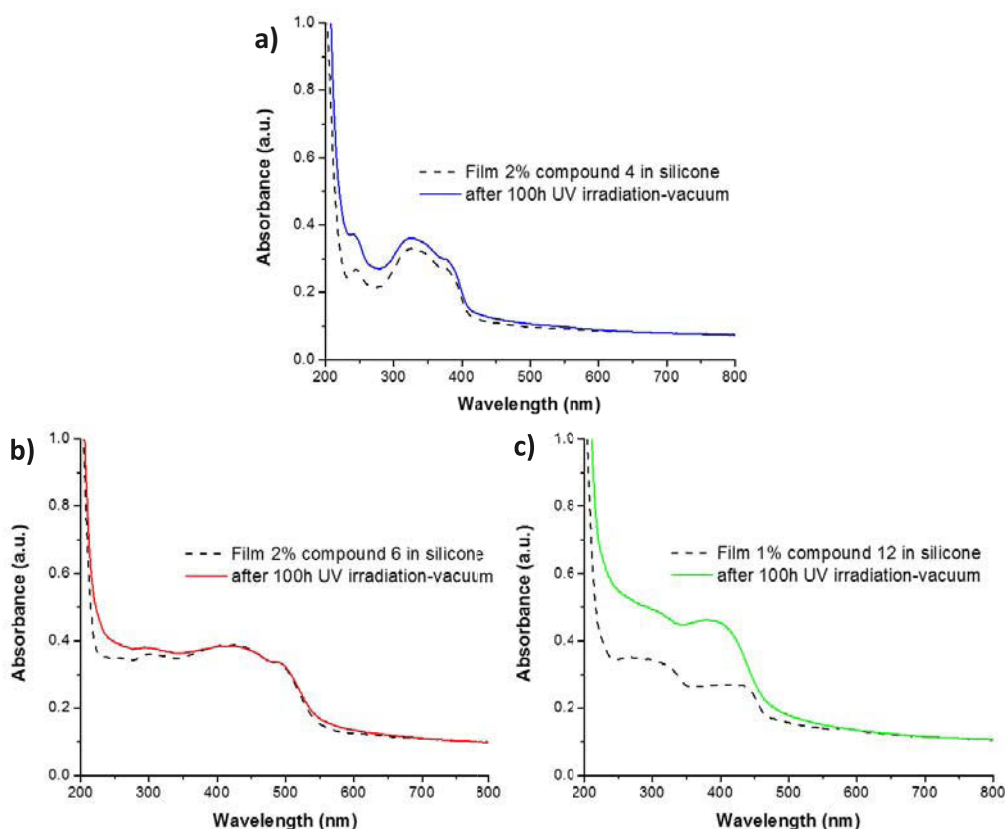 a)
1.0
0.8
0.6
0.4
0.2
0.0
Absorbance (a.u.)
Film 2% compound 4 in silicone
after 100h UV irradiation-vacuum
200 300 400 500 600 700 800
Wavelength (nm)
b)
1.0
0.8
0.6
0.4
0.2
0.0
Absorbance (a.u.)
Film 2% compound 6 in silicone
after 100h UV irradiation-vacuum
200 300 400 500 600 700 800
Wavelength (nm)
c)
1.0
0.8
0.6
0.4
0.2
0.0
Absorbance (a.u.)
Film 1% compound 12 in silicone
after 100h UV irradiation-vacuum
200 300 400 500 600 700 800
Wavelength (nm)